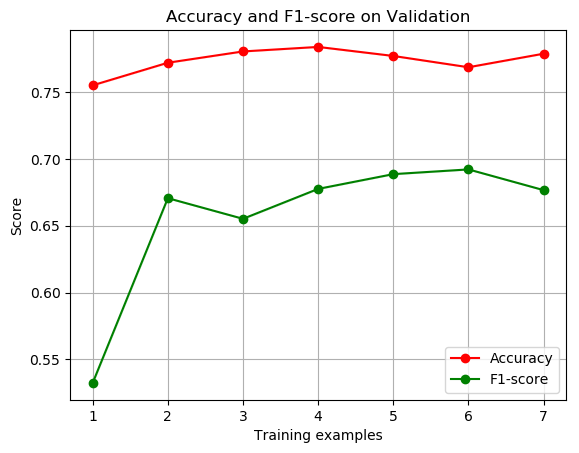 Accuracy and F1-score on Validation
Score
0.75
0.70
0.65
0.60
0.55
Accuracy
F1-score
1 2 3 4 5 6 7
Training examples